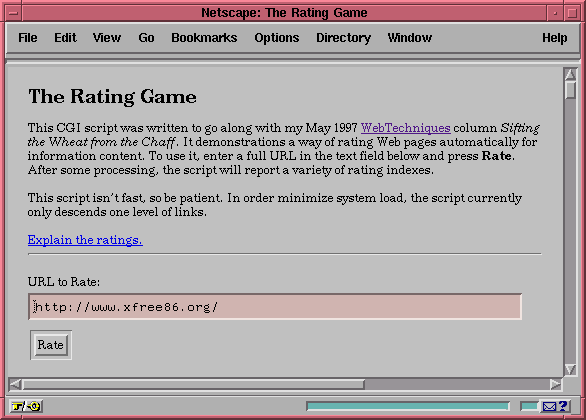 Netscape: The Rating Game
File Edit View Go Bookmarks Options Directory Window Help
The Rating Game
This CGI script was written to go along with my May 1997 WebTechniques column Sifting
the Wheat from the Chaff. It demonstrations a way of rating Web pages automatically for
information content. To use it, enter a full URL in the text field below and press Rate.
After some processing, the script will report a variety of rating indexes.
This script isn't fast, so be patient. In order minimize system load, the script currently
only descends one level of links.
Explain the ratings.
URL to Rate:
http://www.xfree86.org/
Rate